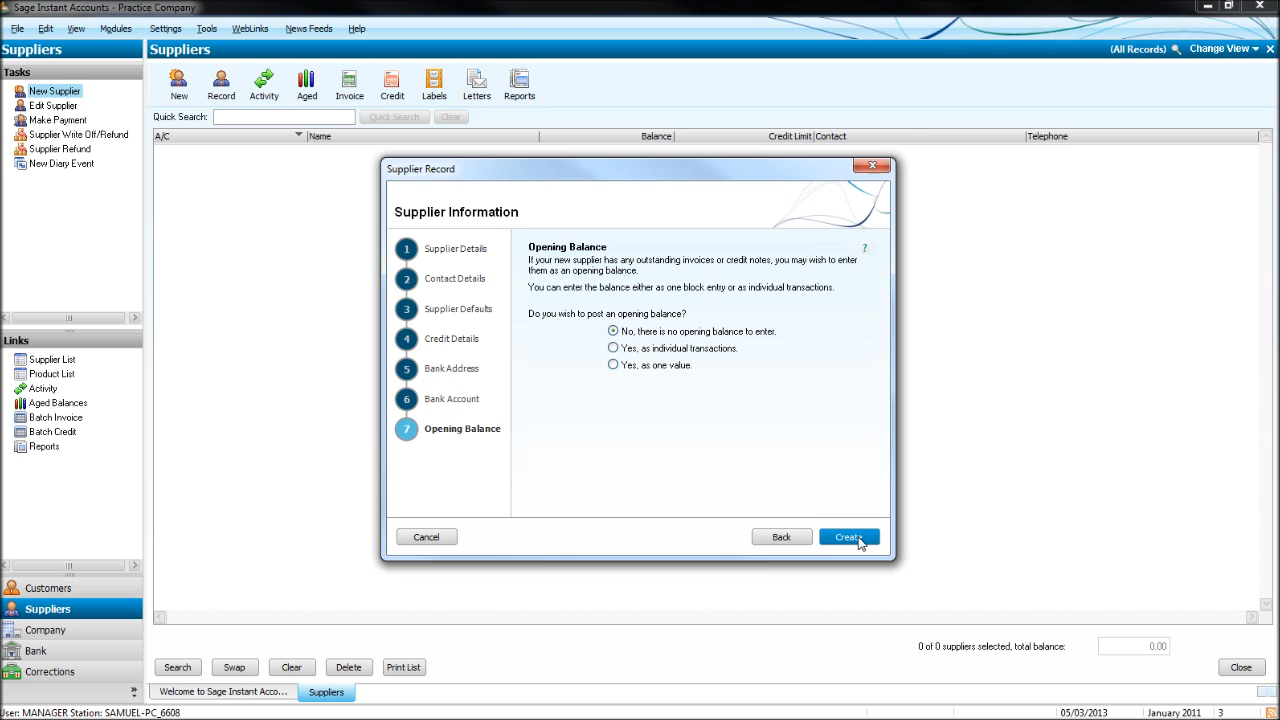 Sage Instant Accounts - Practice Company
File Edit View Modules Settings Tools WebLinks News Feeds Help
Suppliers
Suppliers
(All Records) Change View
Tasks
New Supplier
Edit Supplier
Make Payment
Supplier Write Off/Refund
Supplier Refund
New Diary Event
New Record Activity Aged Invoice Credit Labels Letters Reports
Quick Search: Quick Search Clear
A/C Name Balance Credit Limit Contact Telephone
Supplier Record
Supplier Information
1 Supplier Details
2 Contact Details
3 Supplier Defaults
4 Credit Details
5 Bank Address
6 Bank Account
7 Opening Balance
Opening Balance ?
If your new supplier has any outstanding invoices or credit notes, you may wish to enter
them as an opening balance.
You can enter the balance either as one block entry or as individual transactions.
Do you wish to post an opening balance?
No, there is no opening balance to enter.
Yes, as individual transactions.
Yes, as one value.
Cancel Back Create
Links
Supplier List
Product List
Activity
Aged Balances
Batch Invoice
Batch Credit
Reports
Customers
Suppliers
Company
Bank
Corrections
0 of 0 suppliers selected, total balance: 0.00
Search Swap Clear Delete Print List Close
Welcome to Sage Instant Acco... Suppliers
User: MANAGER Station: SAMUEL-PC_6608 05/03/2013 January 2011 3